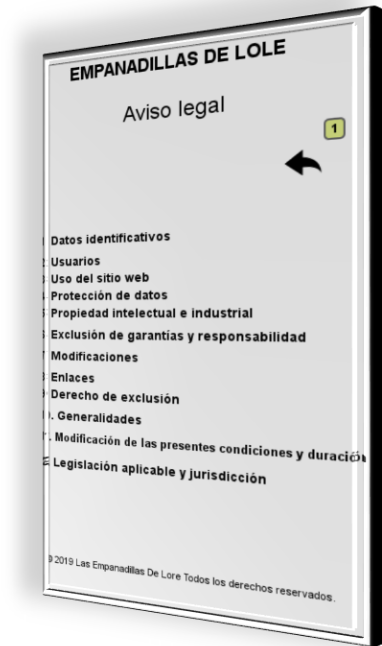 EMPANADILLAS DE LOLE
Aviso legal
1
Datos identificativos
Usuarios
Uso del sitio web
Protección de datos
Propiedad intelectual e industrial
Exclusión de garantías y responsabilidad
Modificaciones
Enlaces
Derecho de exclusión
. Generalidades
. Modificación de las presentes condiciones y duración
Legislación aplicable y jurisdicción
2019 Las Empanadillas De Lore Todos los derechos reservados.